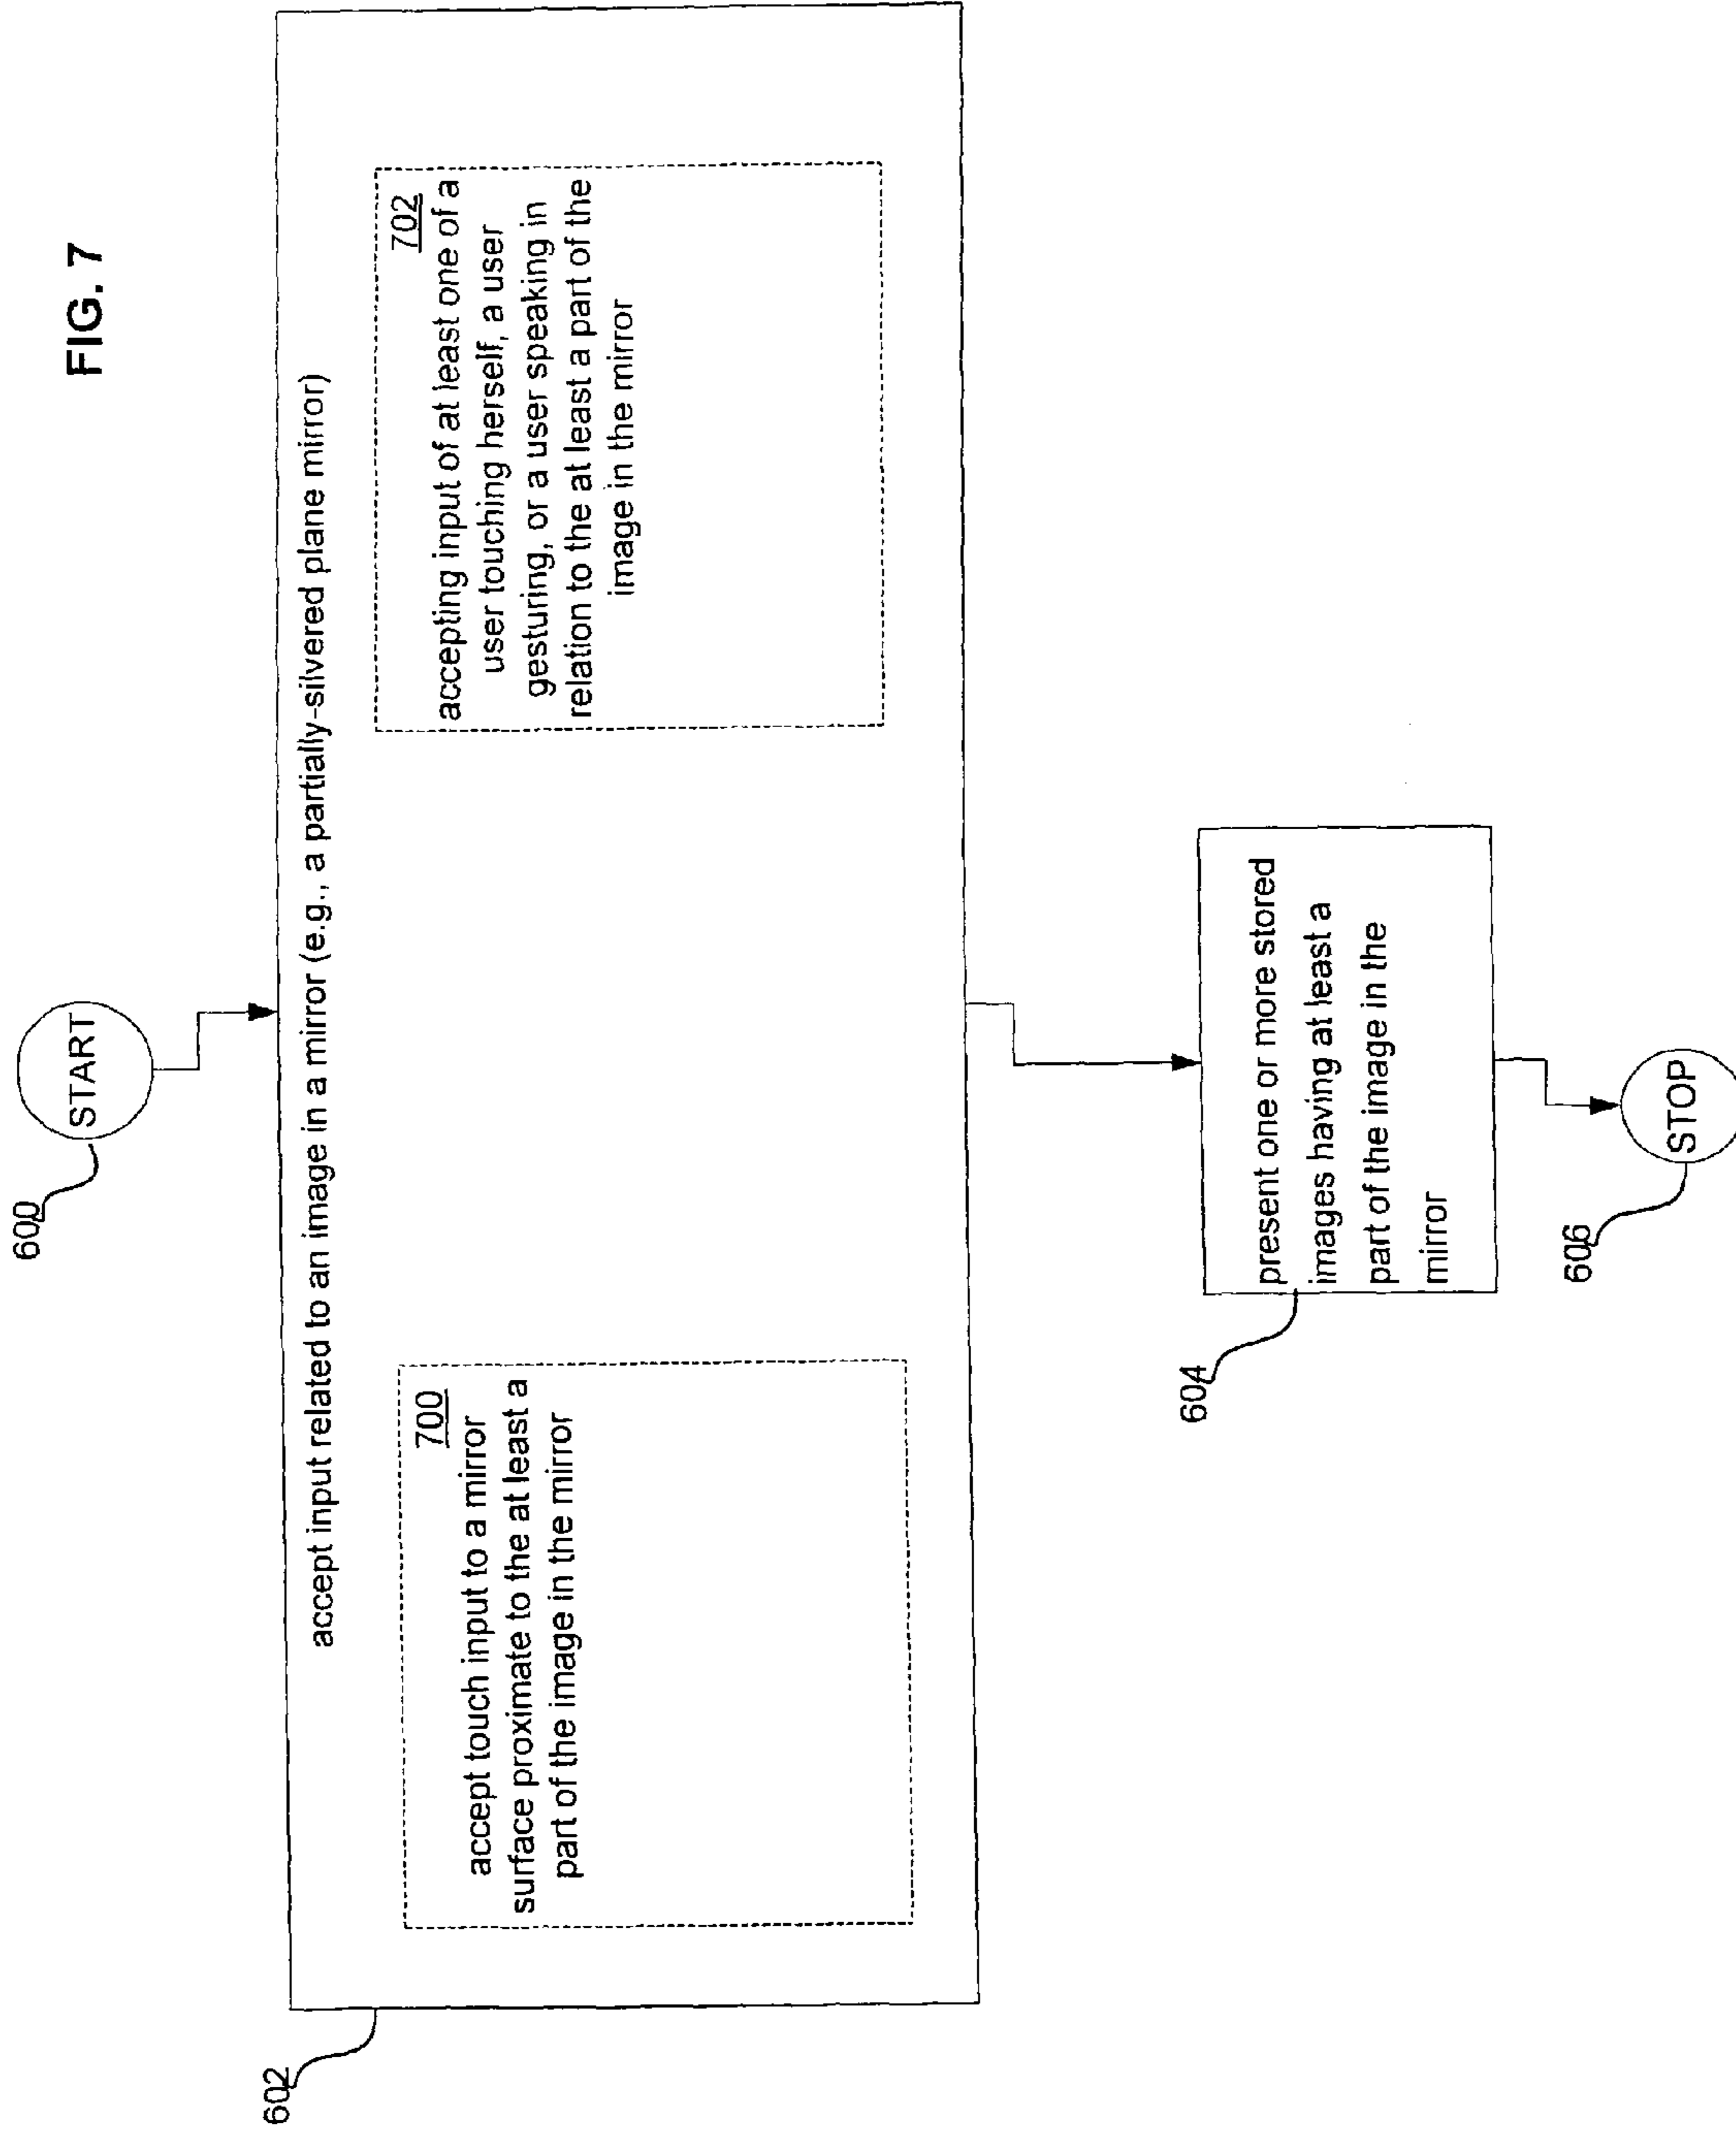 FIG. 7
600
START
602
accept input related to an image in a mirror (e.g., a partially-silvered plane mirror)
700
accept touch input to a mirror
surface proximate to the at least a
part of the image in the mirror
702
accepting input of at least one of a
user touching herself, a user
gesturing, or a user speaking in
relation to the at least a part of the
image in the mirror
604
present one or more stored
images having at least a
part of the image in the
mirror
606
STOP